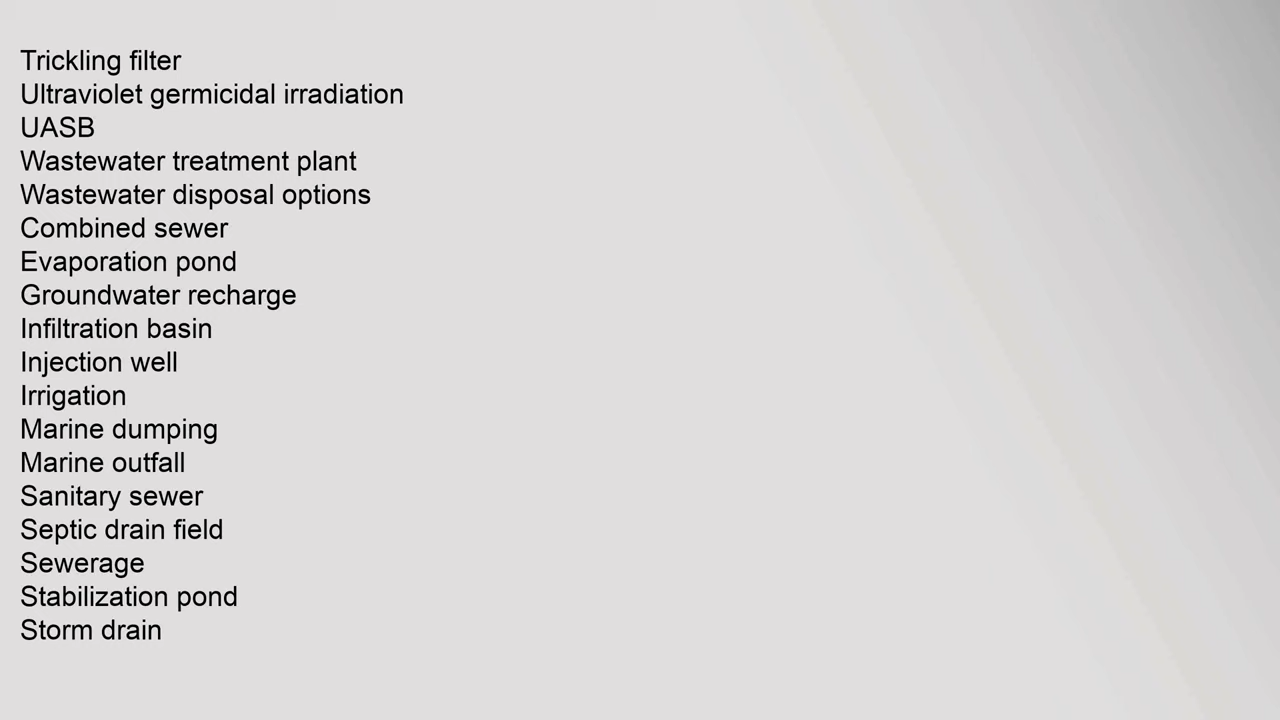 Trickling filter
Ultraviolet germicidal irradiation
UASB
Wastewater treatment plant
Wastewater disposal options
Combined sewer
Evaporation pond
Groundwater recharge
Infiltration basin
Injection well
Irrigation
Marine dumping
Marine outfall
Sanitary sewer
Septic drain field
Sewerage
Stabilization pond
Storm drain